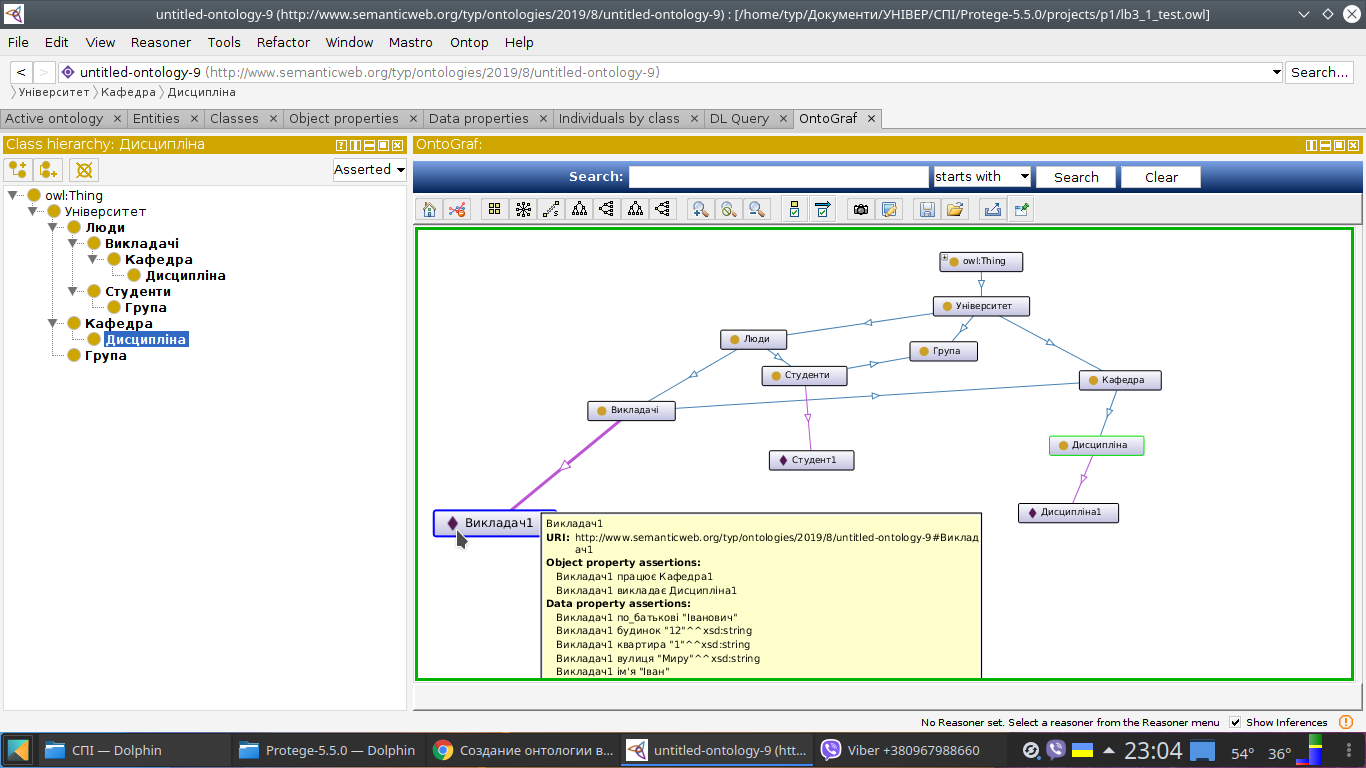 untitled-ontology-9 (http://www.semanticweb.org/typ/ontologies/2019/8/untitled-ontology-9) : [/home/typ/Документи/УНІВЕР/СПІ/Protege-5.5.0/projects/p1/lb3_1_test.owl]
File Edit View Reasoner Tools Refactor Window Mastro Ontop Help
< > untitled-ontology-9 (http://www.semanticweb.org/typ/ontologies/2019/8/untitled-ontology-9) Search...
Університет Кафедра Дисципліна
Active ontology × Entities × Classes × Object properties × Data properties × Individuals by class × DL Query × OntoGraf ×
Class hierarchy: Дисципліна
Asserted
owl:Thing
Університет
Люди
Викладачі
Кафедра
Дисципліна
Студенти
Група
Кафедра
Дисципліна
Група
OntoGraf:
Search: starts with Search Clear
owl:Thing
Університет
Люди
Група
Студенти
Кафедра
Викладачі
Дисципліна
Студент1
Дисципліна1
Викладач1
Викладач1
URI: http://www.semanticweb.org/typ/ontologies/2019/8/untitled-ontology-9#Виклад
ач1
Object property assertions:
Викладач1 працює Кафедра1
Викладач1 викладає Дисципліна1
Data property assertions:
Викладач1 по_батькові "Іванович"
Викладач1 будинок "12"^^xsd:string
Викладач1 квартира "1"^^xsd:string
Викладач1 вулиця "Миру"^^xsd:string
Викладач1 ім'я "Іван"
No Reasoner set. Select a reasoner from the Reasoner menu Show Inferences
СПІ — Dolphin Protege-5.5.0 — Dolphin Создание онтологии в... untitled-ontology-9 (htt... Viber +380967988660 23:04 54° 36°